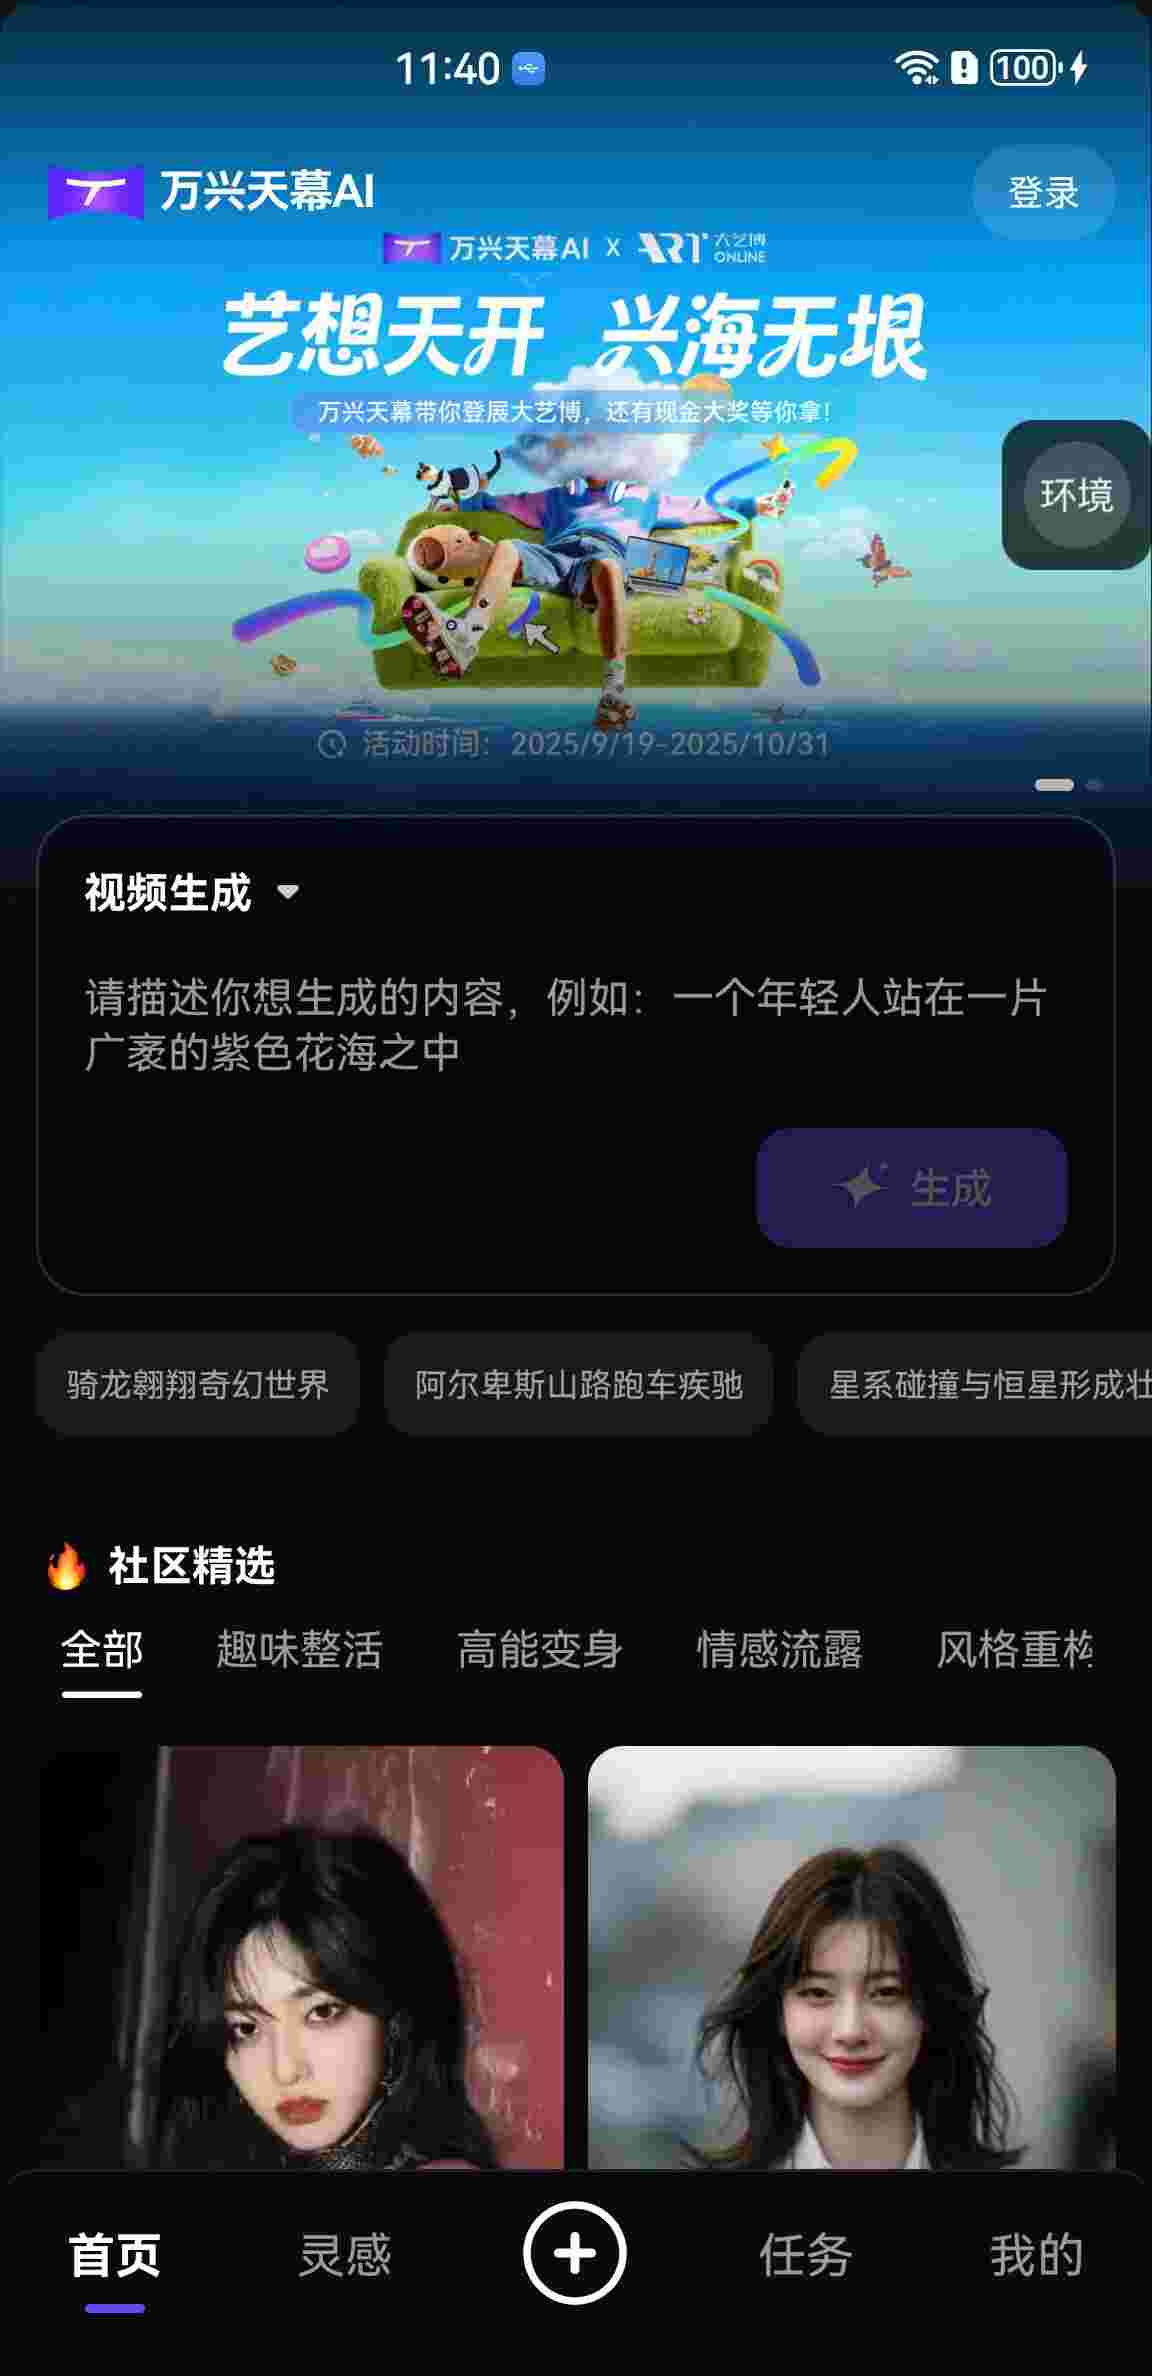 11:40
100
万兴天幕AI
登录
万兴天幕AI X ART 大艺博 ONLINE
艺想天开 兴海无垠
万兴天幕带你登展大艺博，还有现金大奖等你拿！
环境
活动时间：2025/9/19-2025/10/31
视频生成
请描述你想生成的内容，例如：一个年轻人站在一片
广袤的紫色花海之中
生成
骑龙翱翔奇幻世界
阿尔卑斯山路跑车疾驰
星系碰撞与恒星形成壮
社区精选
全部
趣味整活
高能变身
情感流露
风格重构
首页
灵感
任务
我的